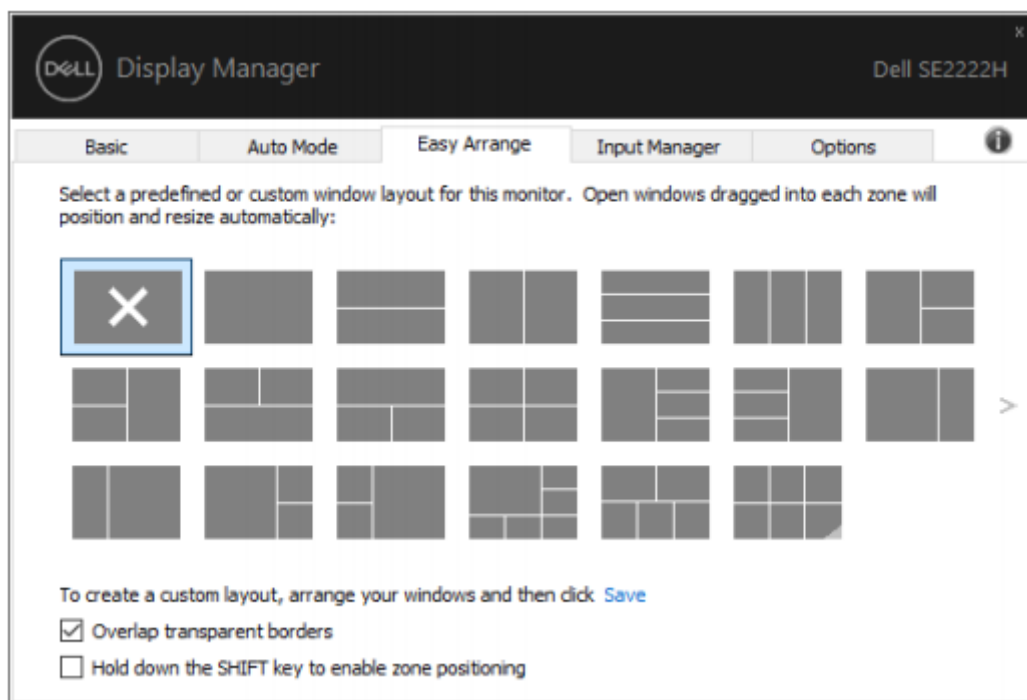 x
DELL Display Manager Dell SE2222H
Basic Auto Mode Easy Arrange Input Manager Options i
Select a predefined or custom window layout for this monitor. Open windows dragged into each zone will
position and resize automatically:
>
To create a custom layout, arrange your windows and then click Save
Overlap transparent borders
Hold down the SHIFT key to enable zone positioning